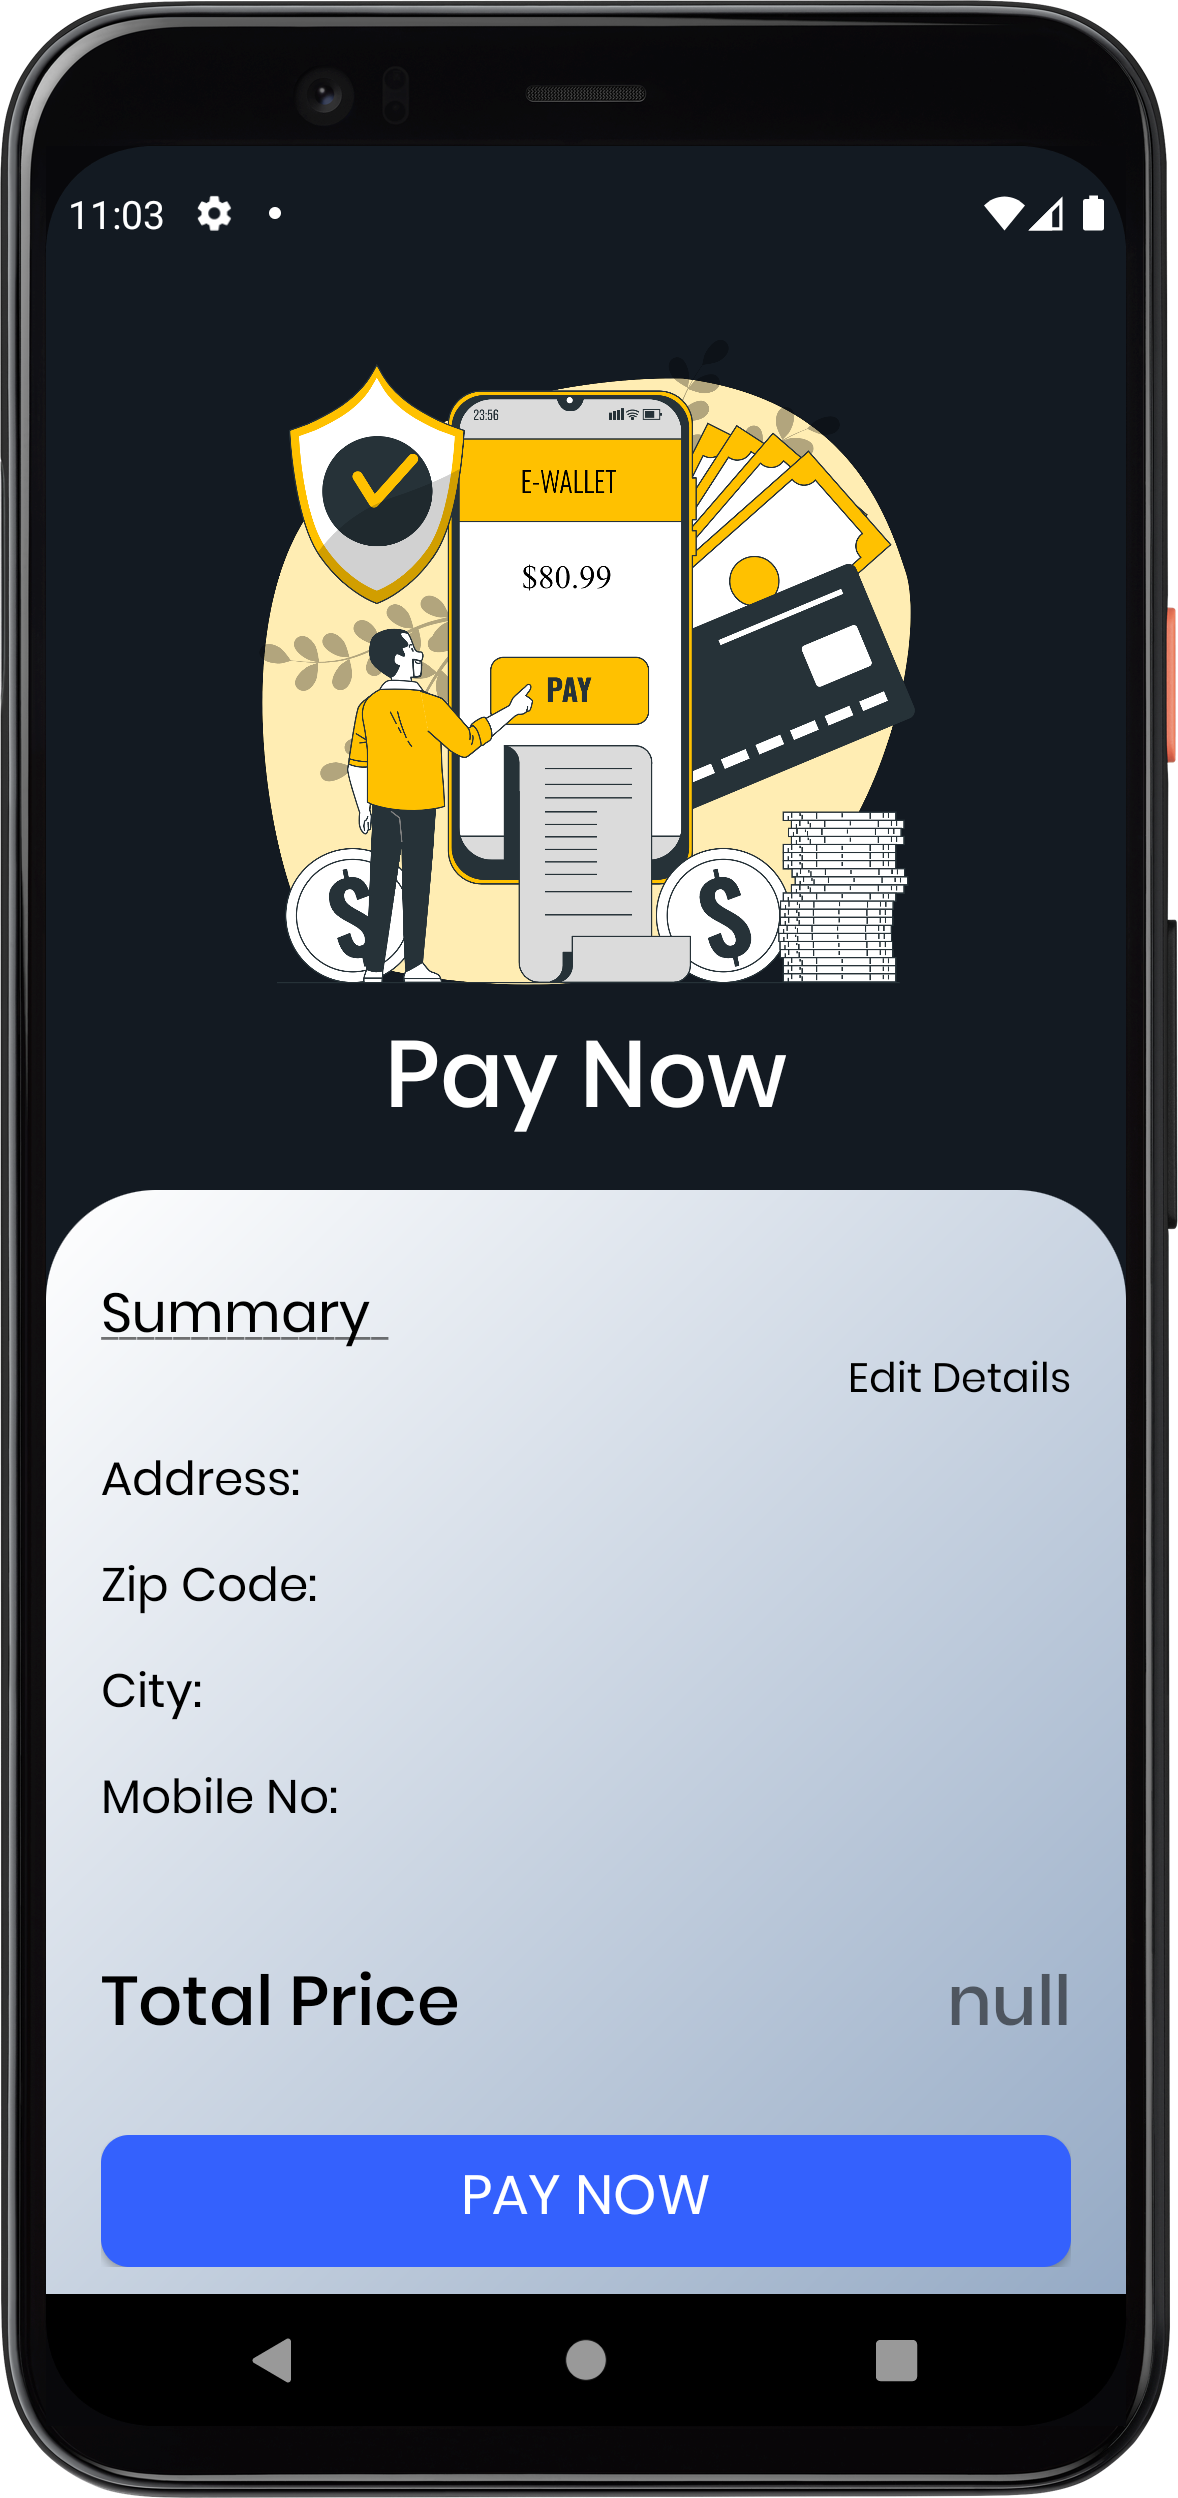 11:03
23:56
E-WALLET
$80.99
PAY
$ $
Pay Now
Summary
Edit Details
Address:
Zip Code:
City:
Mobile No:
Total Price null
PAY NOW